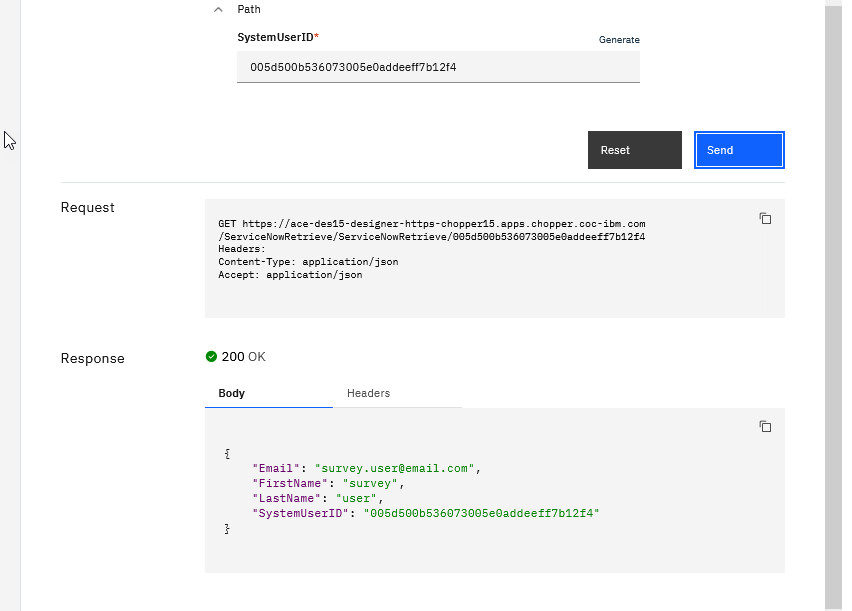 Path
SystemUserID*
Generate
005d500b536073005e0addeeff7b12f4
Reset
Send
Request
GET https://ace-des15-designer-https-chopper15.apps.chopper.coc-ibm.com
/ServiceNowRetrieve/ServiceNowRetrieve/005d500b536073005e0addeeff7b12f4
Headers:
Content-Type: application/json
Accept: application/json
Response
200 OK
Body Headers
{
    "Email": "survey.user@email.com",
    "FirstName": "survey",
    "LastName": "user",
    "SystemUserID": "005d500b536073005e0addeeff7b12f4"
}